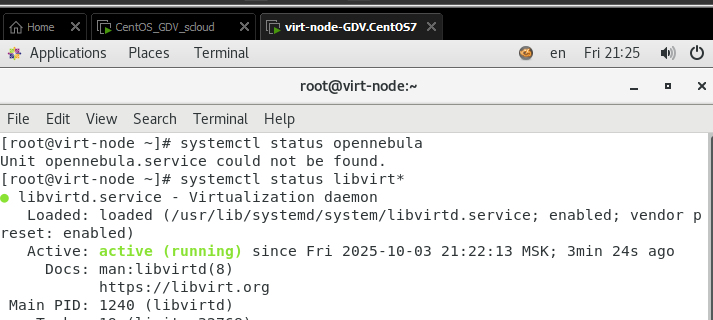 Home CentOS_GDV_scloud virt-node-GDV.CentOS7
Applications Places Terminal en Fri 21:25
root@virt-node:~
File Edit View Search Terminal Help
[root@virt-node ~]# systemctl status opennebula
Unit opennebula.service could not be found.
[root@virt-node ~]# systemctl status libvirt*
● libvirtd.service - Virtualization daemon
Loaded: loaded (/usr/lib/systemd/system/libvirtd.service; enabled; vendor p
reset: enabled)
Active: active (running) since Fri 2025-10-03 21:22:13 MSK; 3min 24s ago
Docs: man:libvirtd(8)
https://libvirt.org
Main PID: 1240 (libvirtd)